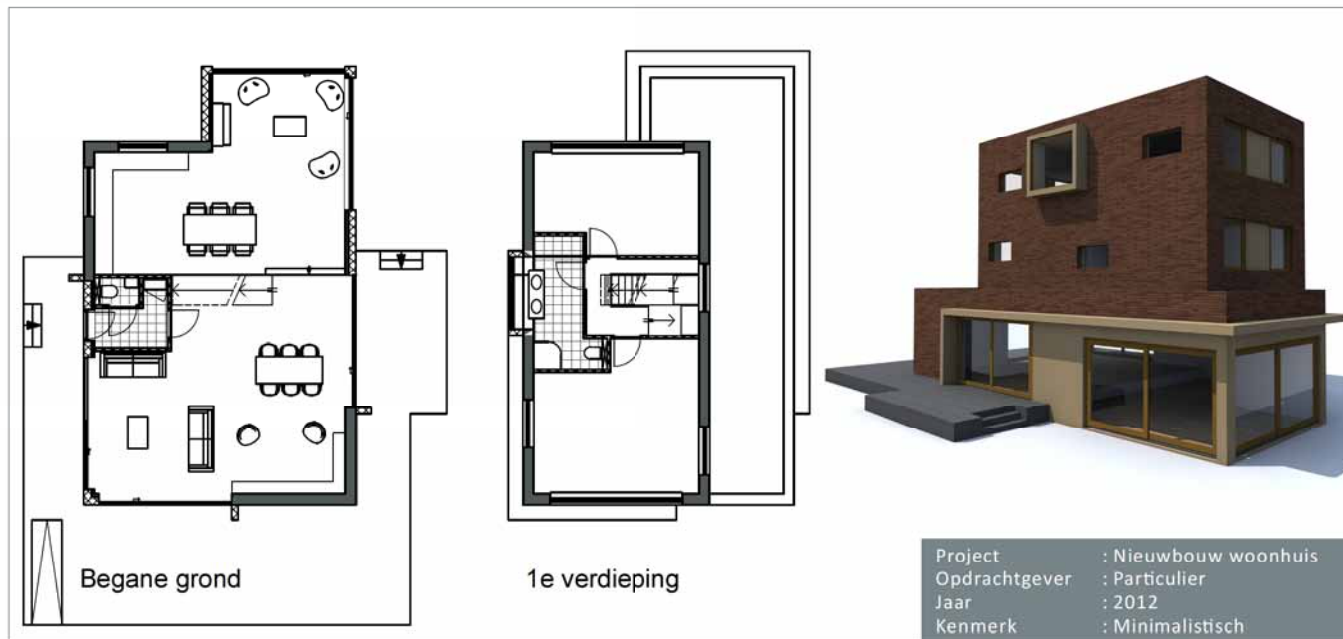 Begane grond
1e verdieping
Project : Nieuwbouw woonhuis
Opdrachtgever : Particulier
Jaar : 2012
Kenmerk : Minimalistisch